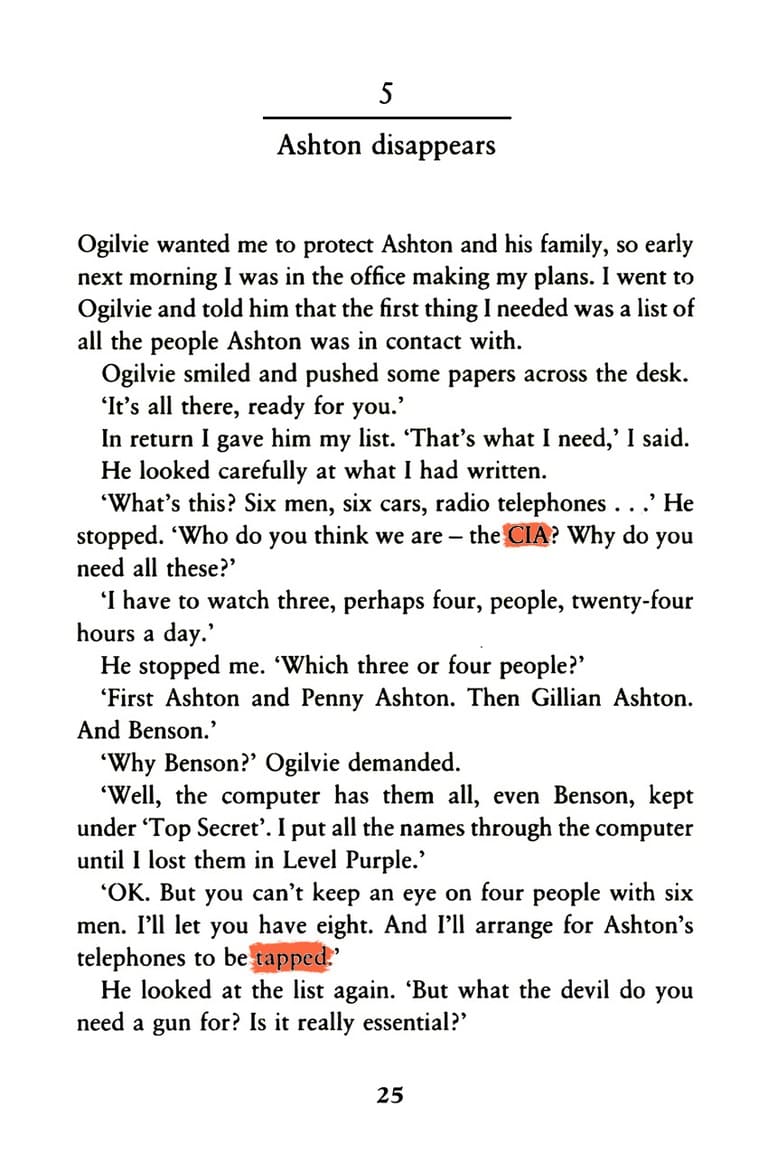 5
Ashton disappears
Ogilvie wanted me to protect Ashton and his family, so early
next morning I was in the office making my plans. I went to
Ogilvie and told him that the first thing I needed was a list of
all the people Ashton was in contact with.
Ogilvie smiled and pushed some papers across the desk.
‘It’s all there, ready for you.’
In return I gave him my list. ‘That’s what I need,’ I said.
He looked carefully at what I had written.
‘What’s this? Six men, six cars, radio telephones . . .’ He
stopped. ‘Who do you think we are – the CIA? Why do you
need all these?’
‘I have to watch three, perhaps four, people, twenty-four
hours a day.’
He stopped me. ‘Which three or four people?’
‘First Ashton and Penny Ashton. Then Gillian Ashton.
And Benson.’
‘Why Benson?’ Ogilvie demanded.
‘Well, the computer has them all, even Benson, kept
under ‘Top Secret’. I put all the names through the computer
until I lost them in Level Purple.’
‘OK. But you can’t keep an eye on four people with six
men. I’ll let you have eight. And I’ll arrange for Ashton’s
telephones to be tapped.’
He looked at the list again. ‘But what the devil do you
need a gun for? Is it really essential?’
25